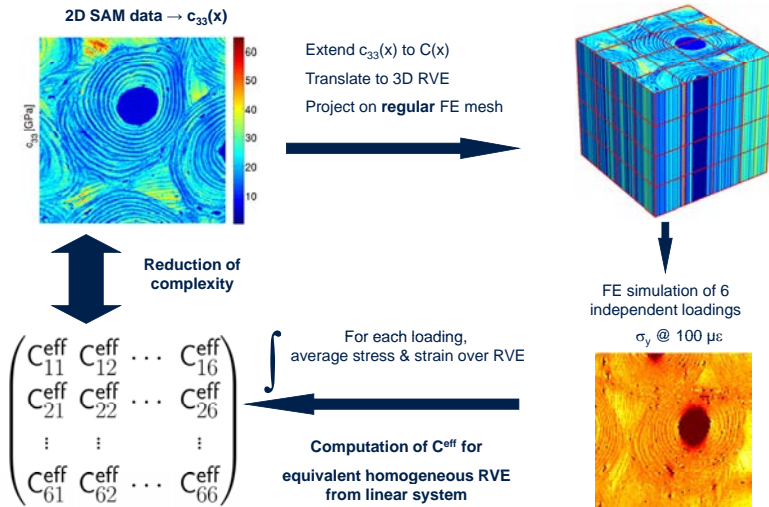 2D SAM data → c₃₃(x)
60
50
40
30
20
10
c₃₃ [GPa]
Extend c₃₃(x) to C(x)
Translate to 3D RVE
Project on regular FE mesh
Reduction of
complexity
FE simulation of 6
independent loadings
σᵧ @ 100 με
∫
For each loading,
average stress & strain over RVE
Computation of Cᵉᶠᶠ for
equivalent homogeneous RVE
from linear system
C₁₁ᵉᶠᶠ C₁₂ᵉᶠᶠ ⋯ C₁₆ᵉᶠᶠ
C₂₁ᵉᶠᶠ C₂₂ᵉᶠᶠ ⋯ C₂₆ᵉᶠᶠ
⋮ ⋮ ⋮
C₆₁ᵉᶠᶠ C₆₂ᵉᶠᶠ ⋯ C₆₆ᵉᶠᶠ